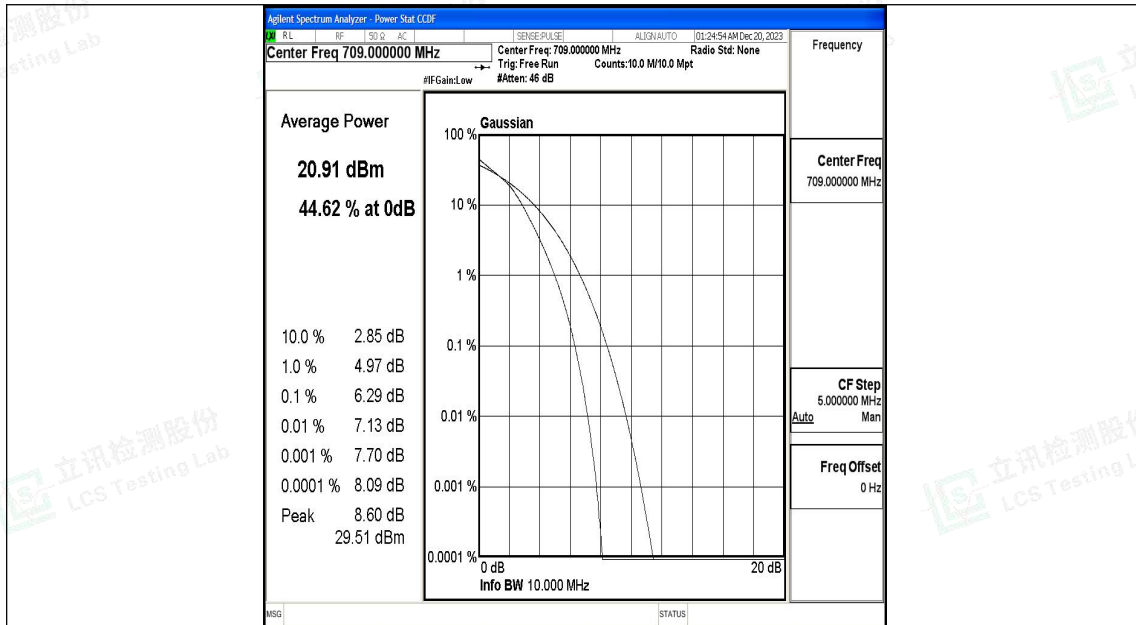 Agilent Spectrum Analyzer - Power Stat CCDF
RL RF 50 Ω AC SENSE:PULSE ALIGN AUTO 01:24:54 AM Dec 20, 2023
Center Freq 709.000000 MHz
Center Freq: 709.000000 MHz Radio Std: None
Trig: Free Run Counts:10.0 M/10.0 Mpt
#IFGain:Low #Atten: 46 dB
Frequency
Average Power
20.91 dBm
44.62 % at 0dB
10.0 % 2.85 dB
1.0 % 4.97 dB
0.1 % 6.29 dB
0.01 % 7.13 dB
0.001 % 7.70 dB
0.0001 % 8.09 dB
Peak 8.60 dB
29.51 dBm
Gaussian
100 %
10 %
1 %
0.1 %
0.01 %
0.001 %
0.0001 %
0 dB 20 dB
Info BW 10.000 MHz
Center Freq
709.000000 MHz
CF Step
5.000000 MHz
Auto Man
Freq Offset
0 Hz
MSG STATUS
立讯检测股份
LCS Testing Lab
立讯检测股份
LCS Testing L